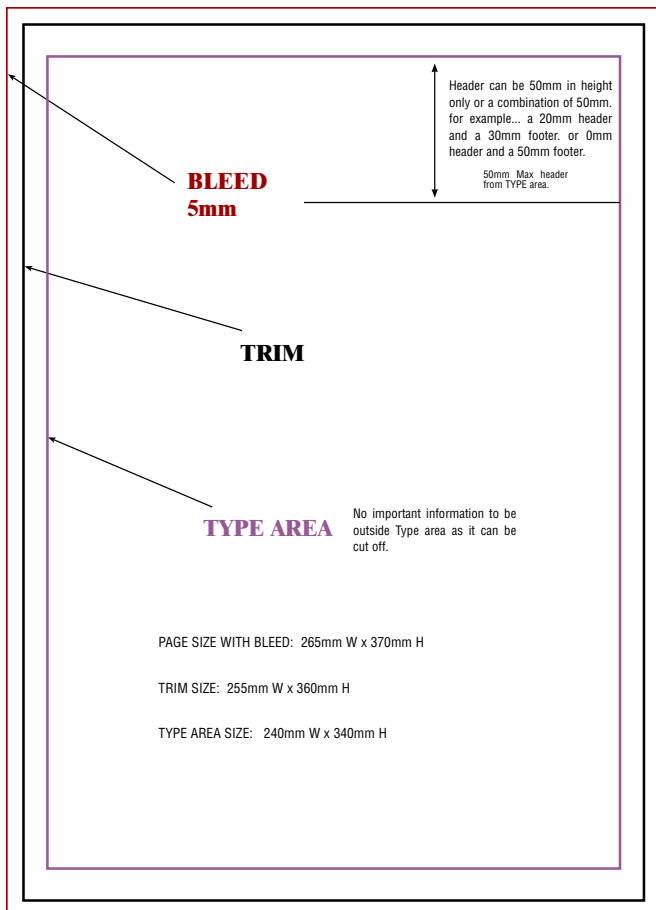 Header can be 50mm in height
only or a combination of 50mm.
for example... a 20mm header
and a 30mm footer. or 0mm
header and a 50mm footer.
50mm Max header
from TYPE area.
BLEED
5mm
TRIM
TYPE AREA
No important information to be
outside Type area as it can be
cut off.
PAGE SIZE WITH BLEED: 265mm W x 370mm H
TRIM SIZE: 255mm W x 360mm H
TYPE AREA SIZE: 240mm W x 340mm H